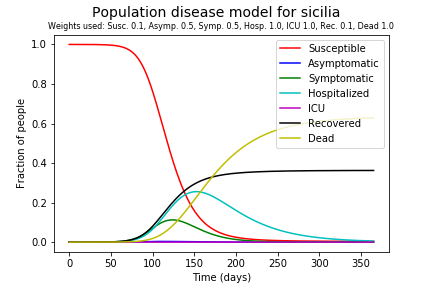 Population disease model for sicilia
Weights used: Susc. 0.1, Asymp. 0.5, Symp. 0.5, Hosp. 1.0, ICU 1.0, Rec. 0.1, Dead 1.0
Fraction of people
1.0
0.8
0.6
0.4
0.2
0.0
Susceptible
Asymptomatic
Symptomatic
Hospitalized
ICU
Recovered
Dead
0 50 100 150 200 250 300 350
Time (days)